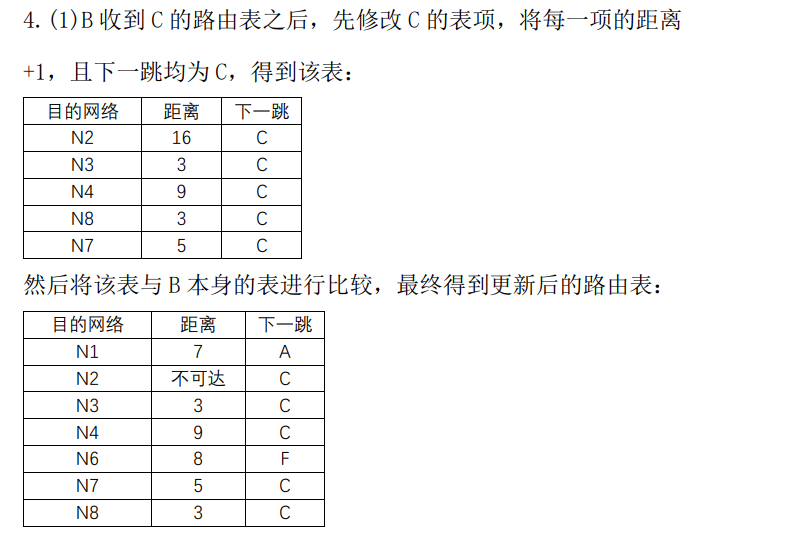 4.(1)B 收到 C 的路由表之后，先修改 C 的表项，将每一项的距离
+1，且下一跳均为 C，得到该表：
目的网络 距离 下一跳
N2 16 C
N3 3 C
N4 9 C
N8 3 C
N7 5 C
然后将该表与 B 本身的表进行比较，最终得到更新后的路由表：
目的网络 距离 下一跳
N1 7 A
N2 不可达 C
N3 3 C
N4 9 C
N6 8 F
N7 5 C
N8 3 C